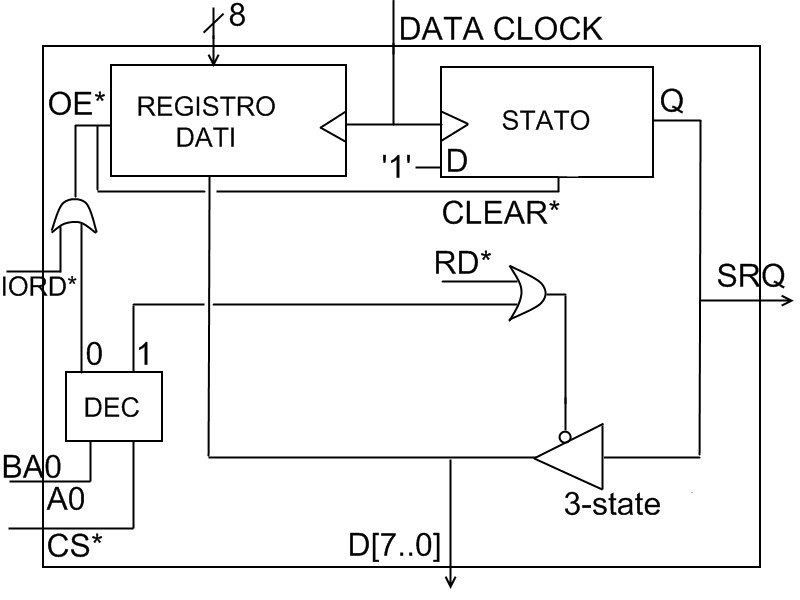 8
DATA CLOCK
OE*
REGISTRO
DATI
STATO
Q
'1'
D
CLEAR*
RD*
SRQ
IORD*
0
1
DEC
BA0
A0
3-state
CS*
D[7..0]